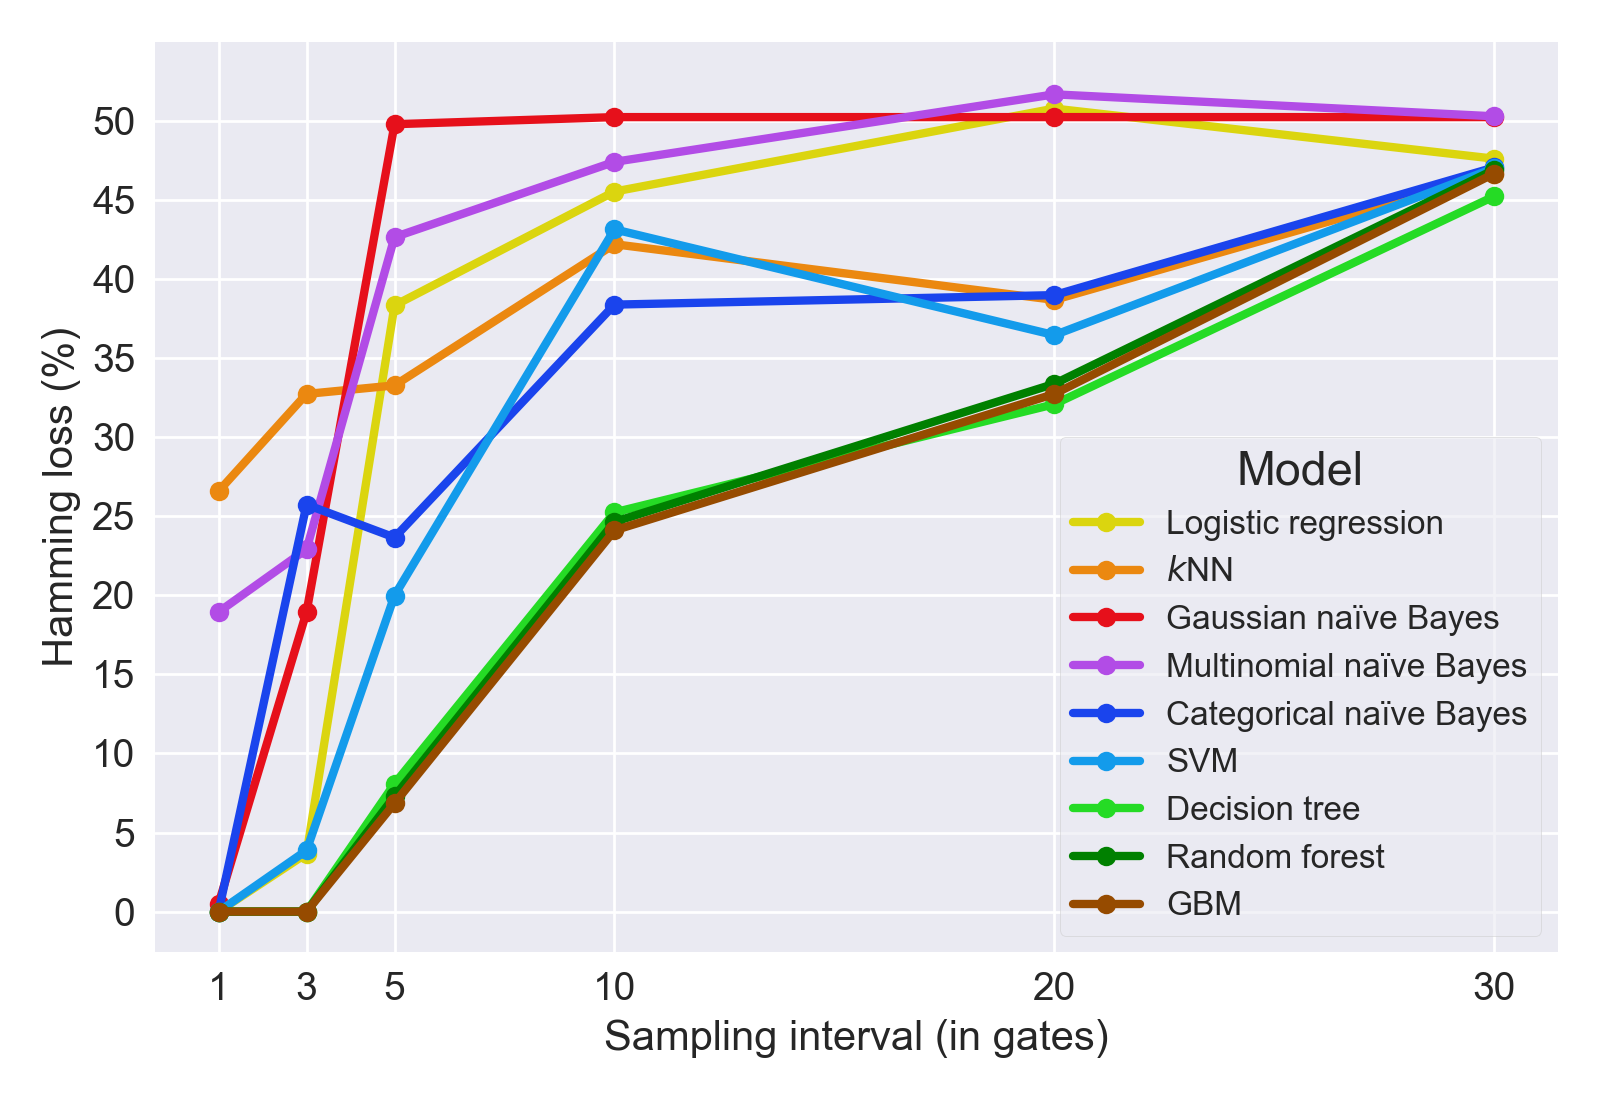 Hamming loss (%)
50
45
40
35
30
25
20
15
10
5
0
1 3 5 10 20 30
Sampling interval (in gates)
Model
Logistic regression
kNN
Gaussian naïve Bayes
Multinomial naïve Bayes
Categorical naïve Bayes
SVM
Decision tree
Random forest
GBM